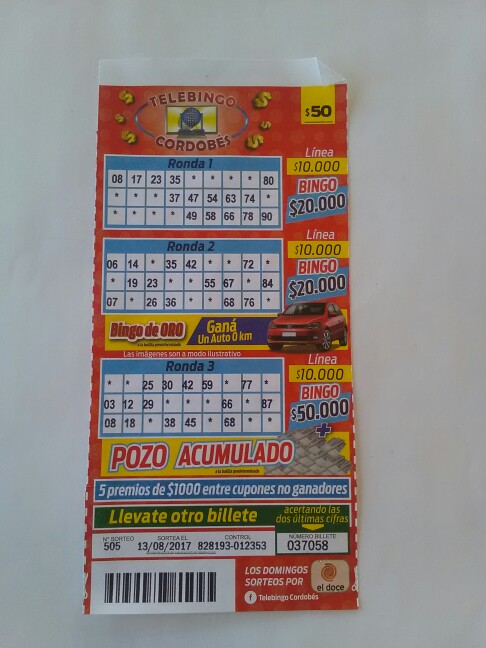 TELEBINGO
CORDOBÉS
$50
Ronda 1
08 17 23 35 * * * * 80
* * * 37 47 54 63 74 *
* * * * 49 58 66 78 90
Línea
$10.000
BINGO
$20.000
Ronda 2
06 14 * 35 42 * * 72 *
* 19 23 * * 55 67 * 84
07 * 26 36 * * 68 76 *
Línea
$10.000
BINGO
$20.000
Bingo de ORO
a la bolilla predeterminada
Ganá
Un Auto 0 km
Las imágenes son a modo ilustrativo
Ronda 3
* * 25 30 42 59 * 77 *
03 12 29 * * * 66 * 87
08 18 * 38 45 * 68 * *
Línea
$10.000
BINGO
$50.000
+
POZO ACUMULADO
a la bolilla predeterminada
5 premios de $1000 entre cupones no ganadores
Llevate otro billete
acertando las
dos últimas cifras
Nº SORTEO
505
SORTEA EL
13/08/2017
CONTROL
828193-012353
NÚMERO BILLETE
037058
LOS DOMINGOS
SORTEOS POR
el doce
f Telebingo Cordobés